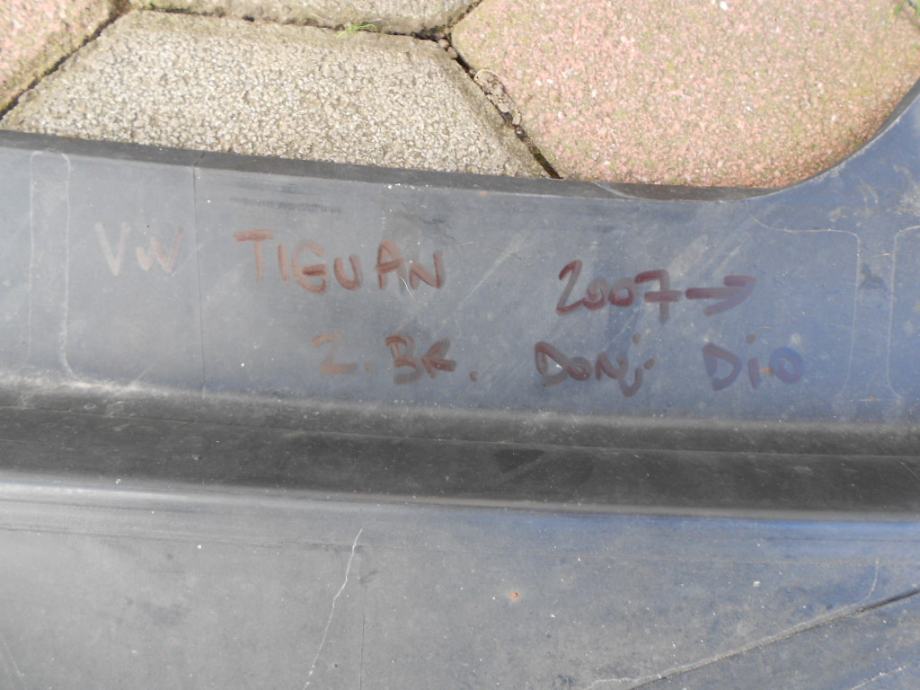 VW TIGUAN 2007→
2. BR. DONJi DiO